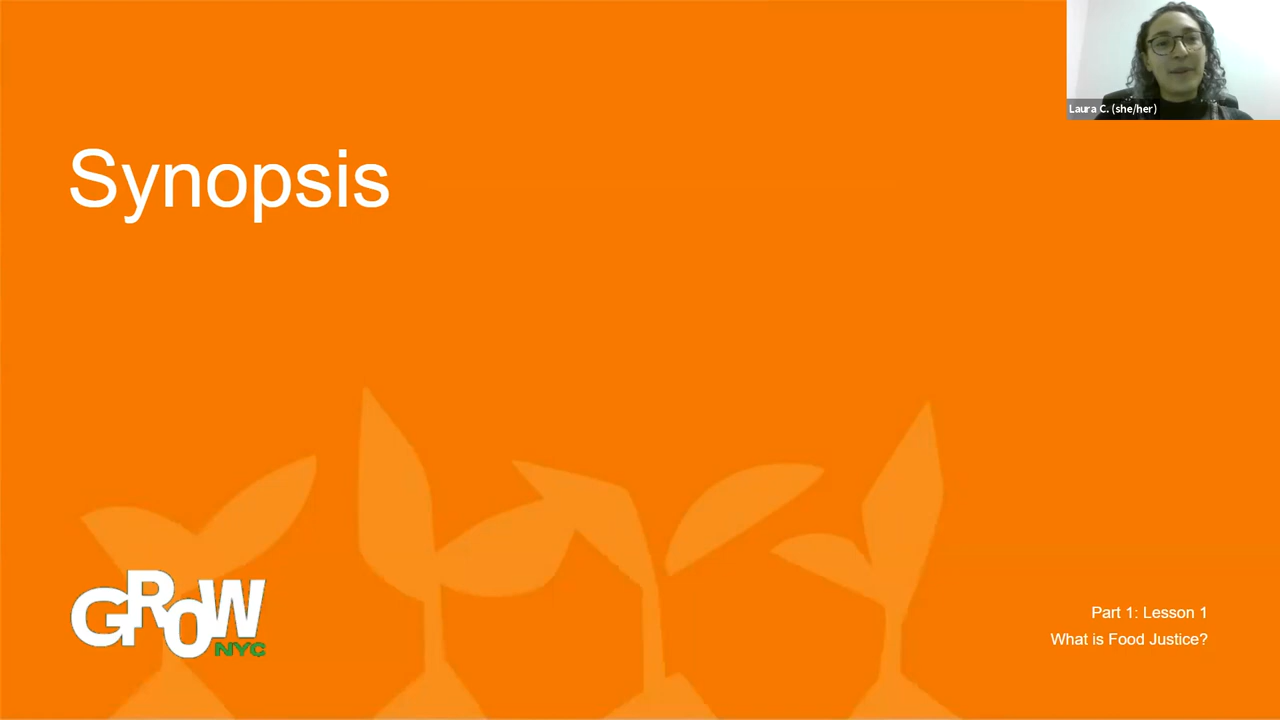 Laura C. (she/her)
Synopsis
GROW
NYC
Part 1: Lesson 1
What is Food Justice?